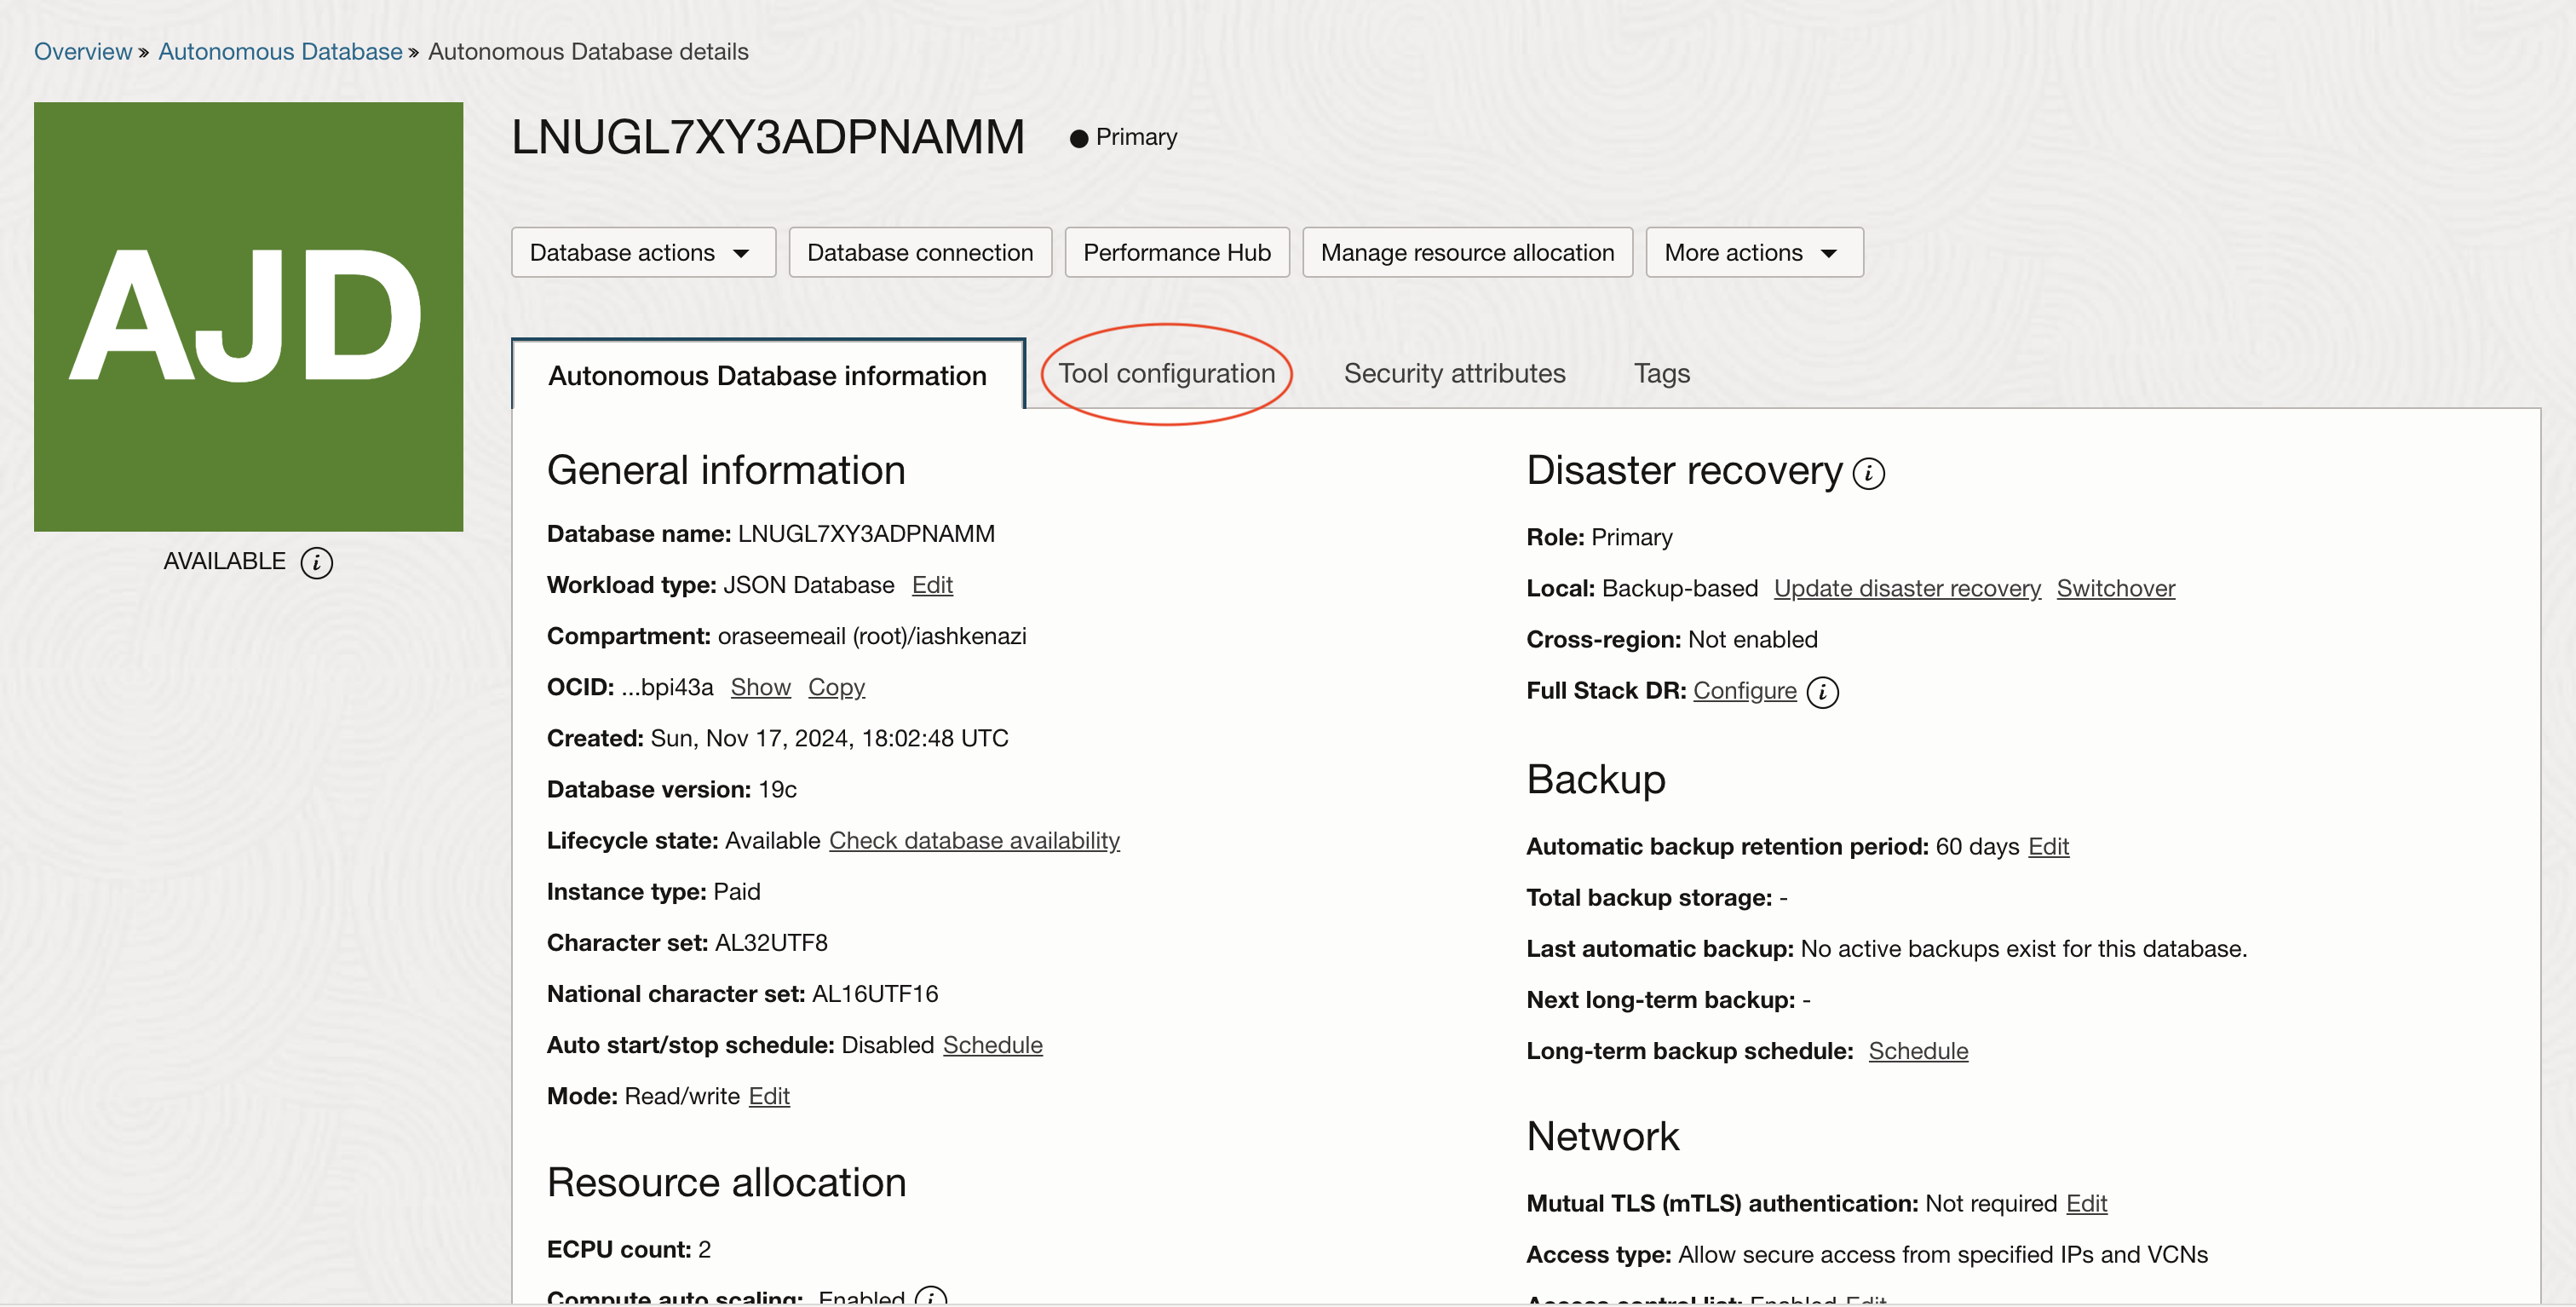 Overview » Autonomous Database » Autonomous Database details
AJD
AVAILABLE i
LNUGL7XY3ADPNAMM ● Primary
Database actions
Database connection
Performance Hub
Manage resource allocation
More actions
Autonomous Database information
Tool configuration
Security attributes
Tags
General information
Database name: LNUGL7XY3ADPNAMM
Workload type: JSON Database Edit
Compartment: oraseemeail (root)/iashkenazi
OCID: ...bpi43a Show Copy
Created: Sun, Nov 17, 2024, 18:02:48 UTC
Database version: 19c
Lifecycle state: Available Check database availability
Instance type: Paid
Character set: AL32UTF8
National character set: AL16UTF16
Auto start/stop schedule: Disabled Schedule
Mode: Read/write Edit
Resource allocation
ECPU count: 2
Compute auto scaling: Enabled i
Disaster recovery i
Role: Primary
Local: Backup-based Update disaster recovery Switchover
Cross-region: Not enabled
Full Stack DR: Configure i
Backup
Automatic backup retention period: 60 days Edit
Total backup storage: -
Last automatic backup: No active backups exist for this database.
Next long-term backup: -
Long-term backup schedule: Schedule
Network
Mutual TLS (mTLS) authentication: Not required Edit
Access type: Allow secure access from specified IPs and VCNs
Access control list: Enabled Edit